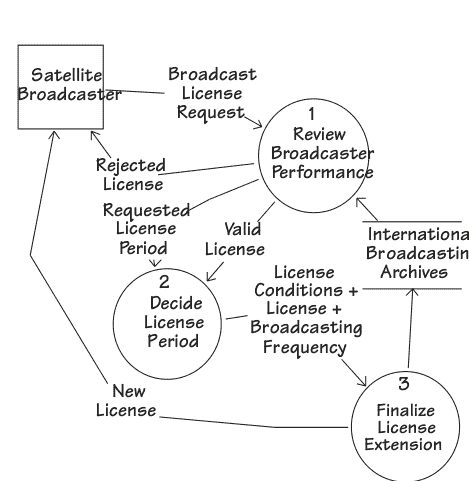 Satellite
Broadcaster
Broadcast
License
Request
1
Review
Broadcaster
Performance
Rejected
License
Requested
License
Period
Valid
License
Internationa
Broadcastin
Archives
2
Decide
License
Period
License
Conditions +
License +
Broadcasting
Frequency
3
Finalize
License
Extension
New
License